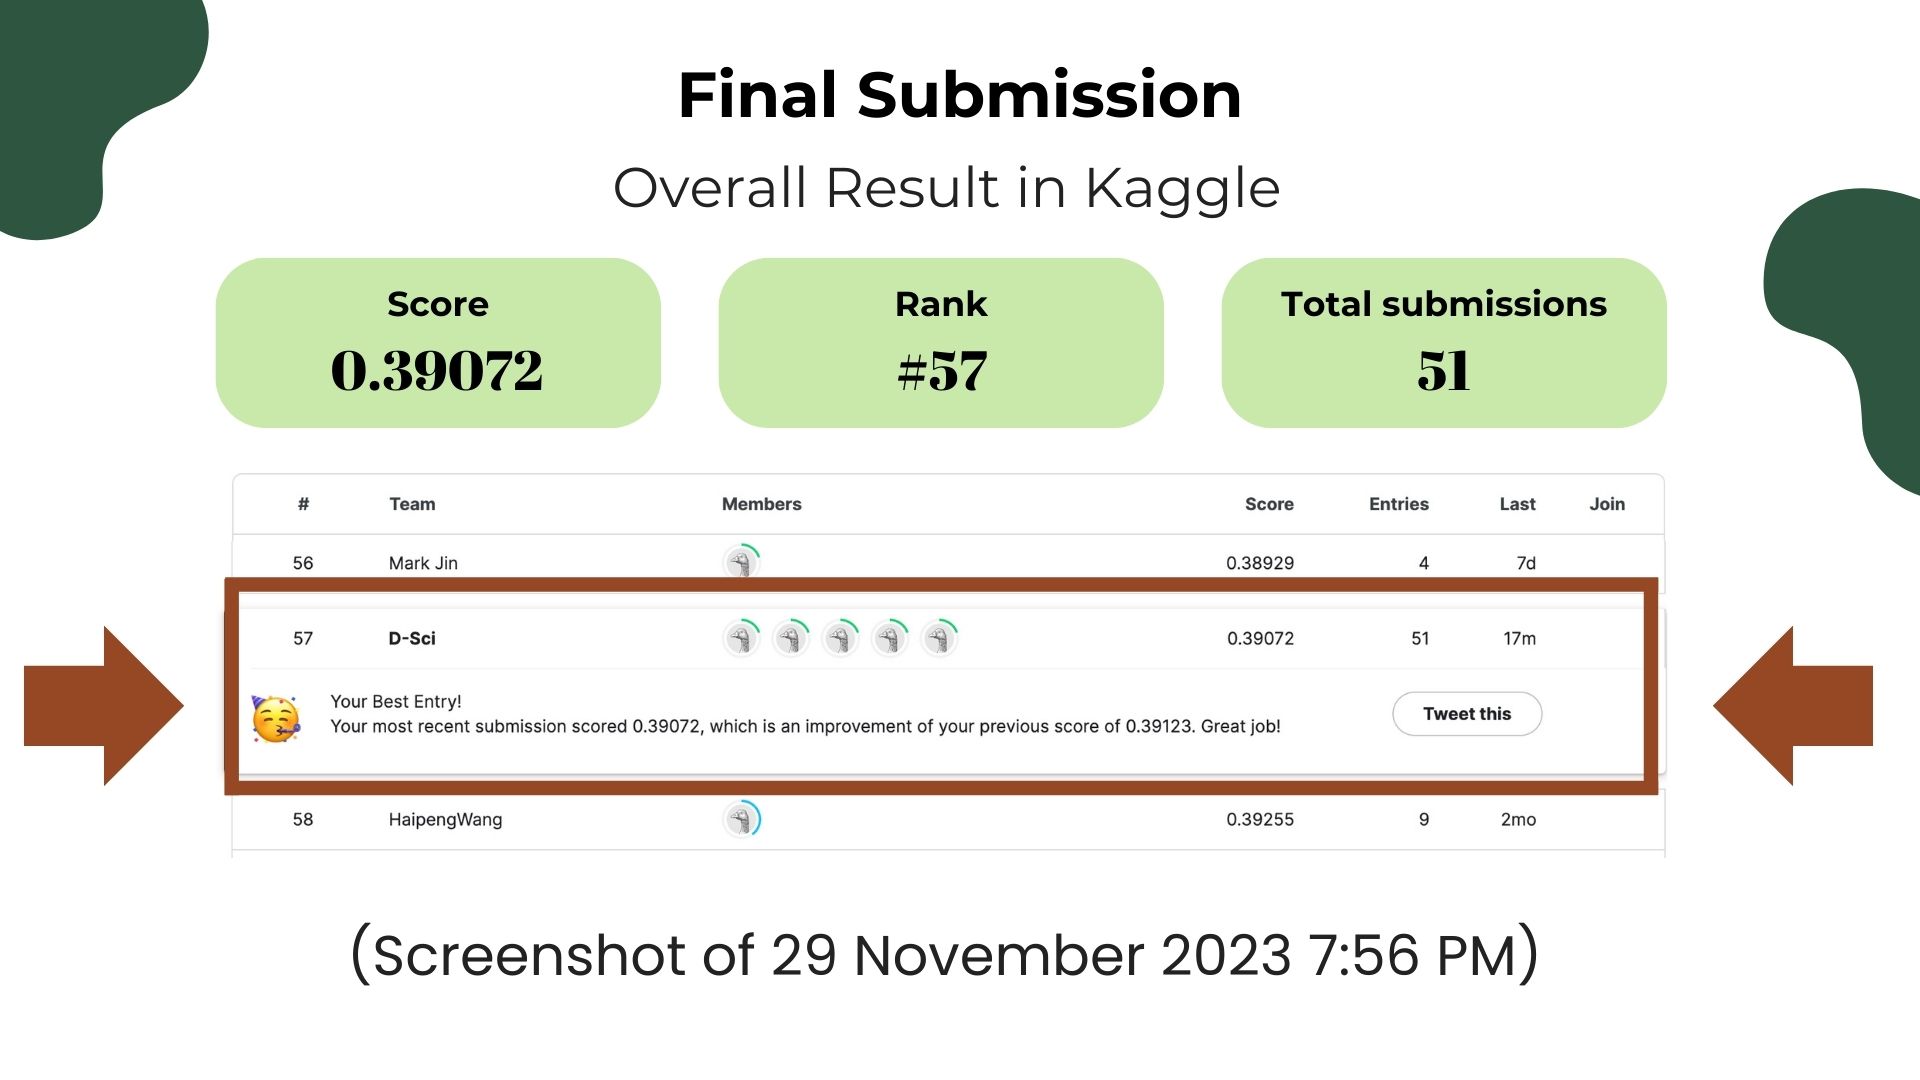 Final Submission
Overall Result in Kaggle
Score
0.39072
Rank
#57
Total submissions
51
# Team Members Score Entries Last Join
56 Mark Jin 0.38929 4 7d
57 D-Sci 0.39072 51 17m
Your Best Entry!
Your most recent submission scored 0.39072, which is an improvement of your previous score of 0.39123. Great job!
Tweet this
58 HaipengWang 0.39255 9 2mo
(Screenshot of 29 November 2023 7:56 PM)